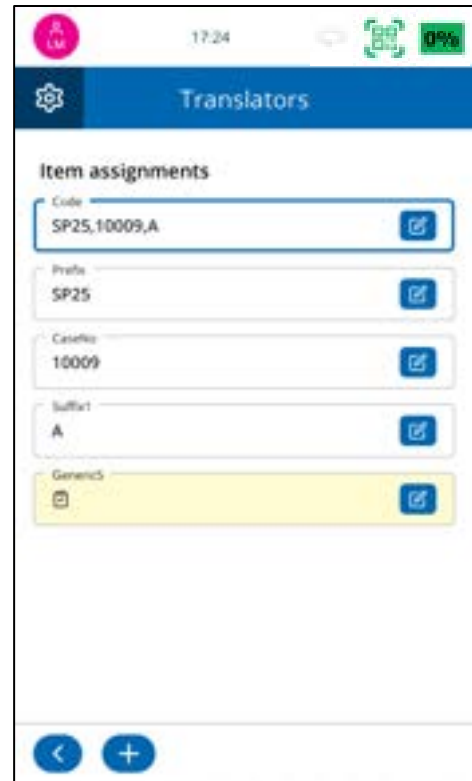 LM
17:24
0%
Translators
Item assignments
Code
SP25,10009,A
Prefix
SP25
CaseNo
10009
Suffix1
A
Generic5